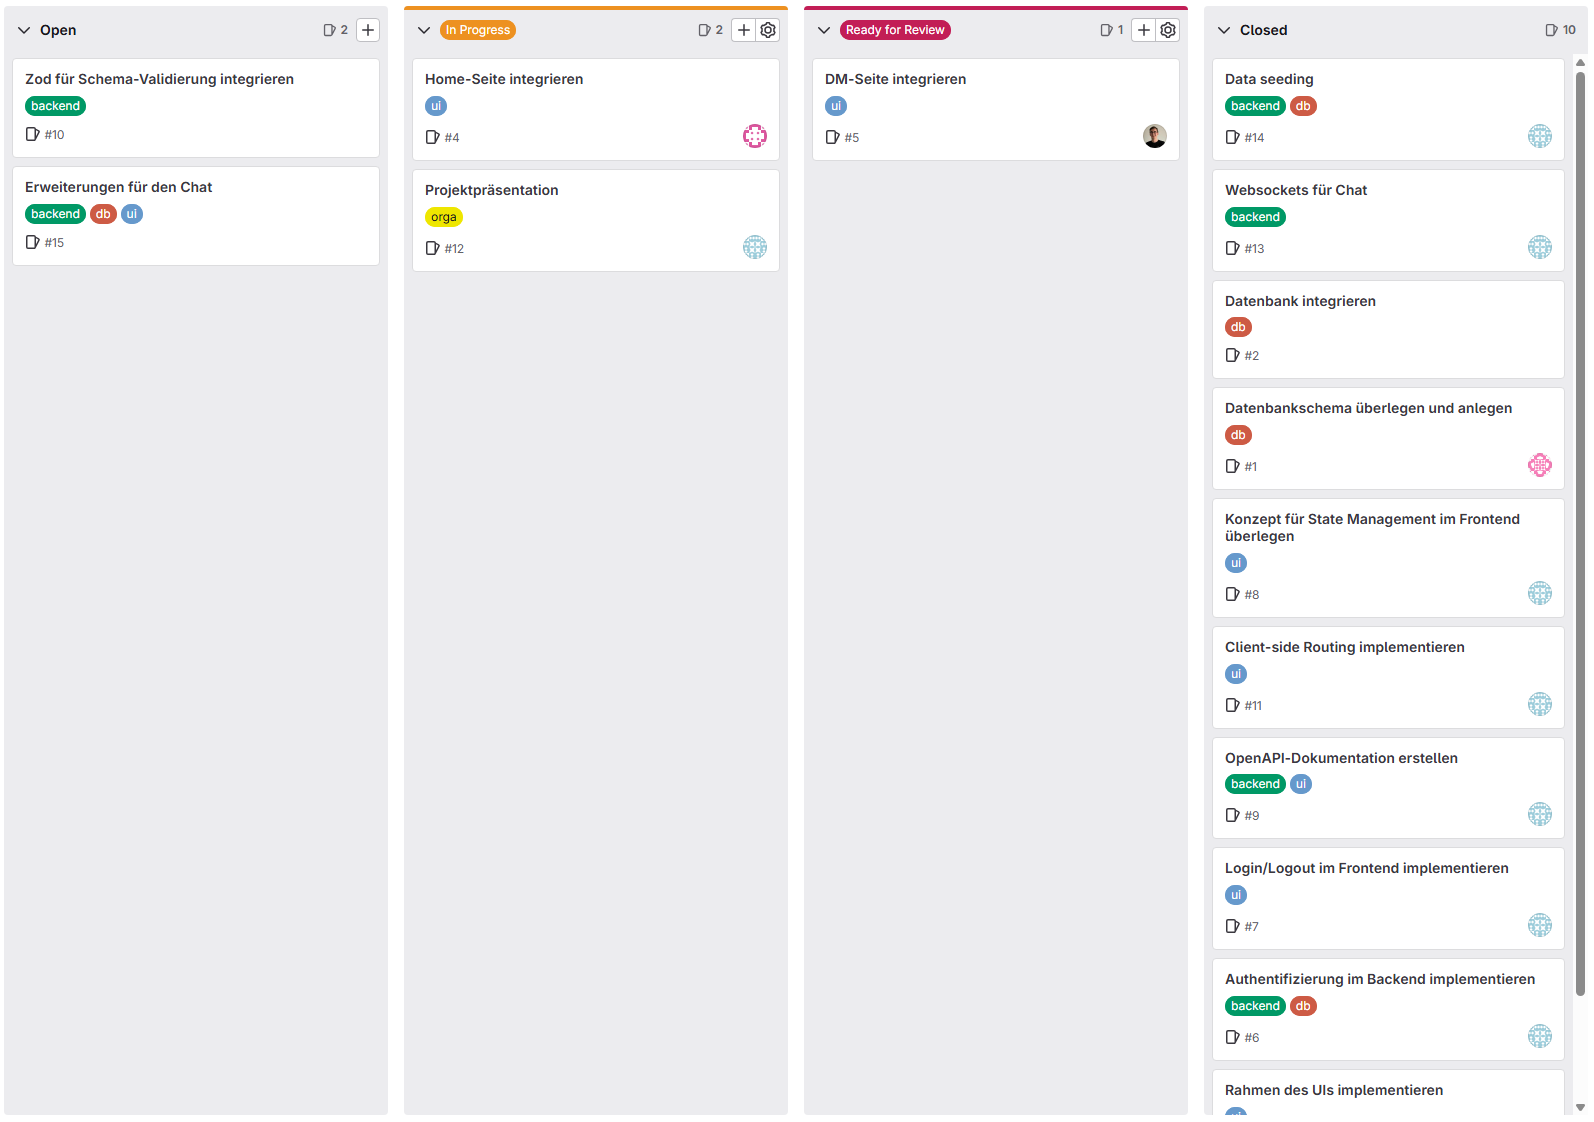 Open
2
Zod für Schema-Validierung integrieren
backend
#10
Erweiterungen für den Chat
backend db ui
#15
In Progress
2
Home-Seite integrieren
ui
#4
Projektpräsentation
orga
#12
Ready for Review
1
DM-Seite integrieren
ui
#5
Closed
10
Data seeding
backend db
#14
Websockets für Chat
backend
#13
Datenbank integrieren
db
#2
Datenbankschema überlegen und anlegen
db
#1
Konzept für State Management im Frontend
überlegen
ui
#8
Client-side Routing implementieren
ui
#11
OpenAPI-Dokumentation erstellen
backend ui
#9
Login/Logout im Frontend implementieren
ui
#7
Authentifizierung im Backend implementieren
backend db
#6
Rahmen des UIs implementieren
ui